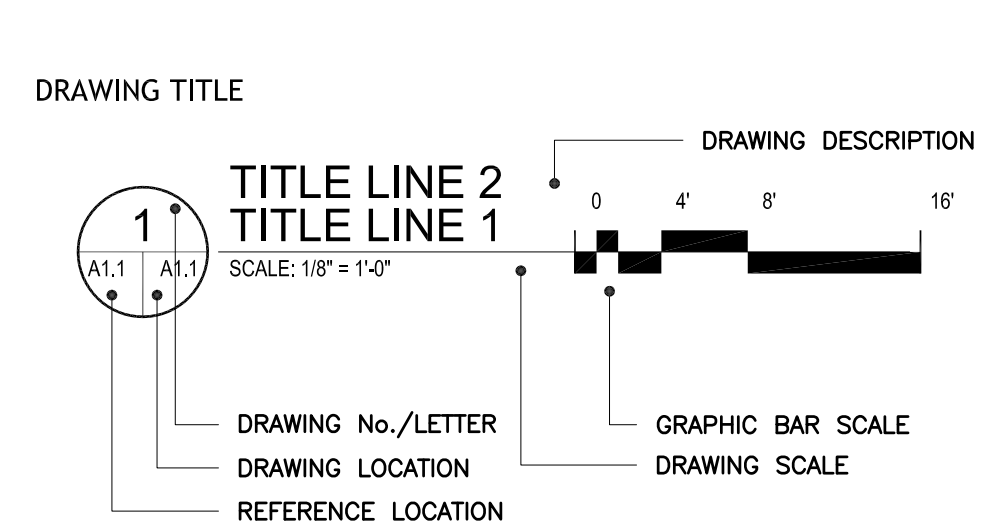 DRAWING TITLE
DRAWING DESCRIPTION
TITLE LINE 2
0 4' 8' 16'
1
TITLE LINE 1
A1.1 A1.1
SCALE: 1/8" = 1'-0"
DRAWING No./LETTER
GRAPHIC BAR SCALE
DRAWING LOCATION
DRAWING SCALE
REFERENCE LOCATION